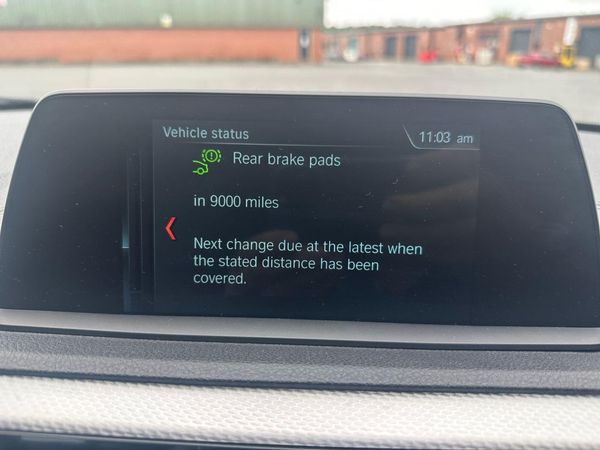 Vehicle status
11:03 am
Rear brake pads
in 9000 miles
Next change due at the latest when
the stated distance has been
covered.